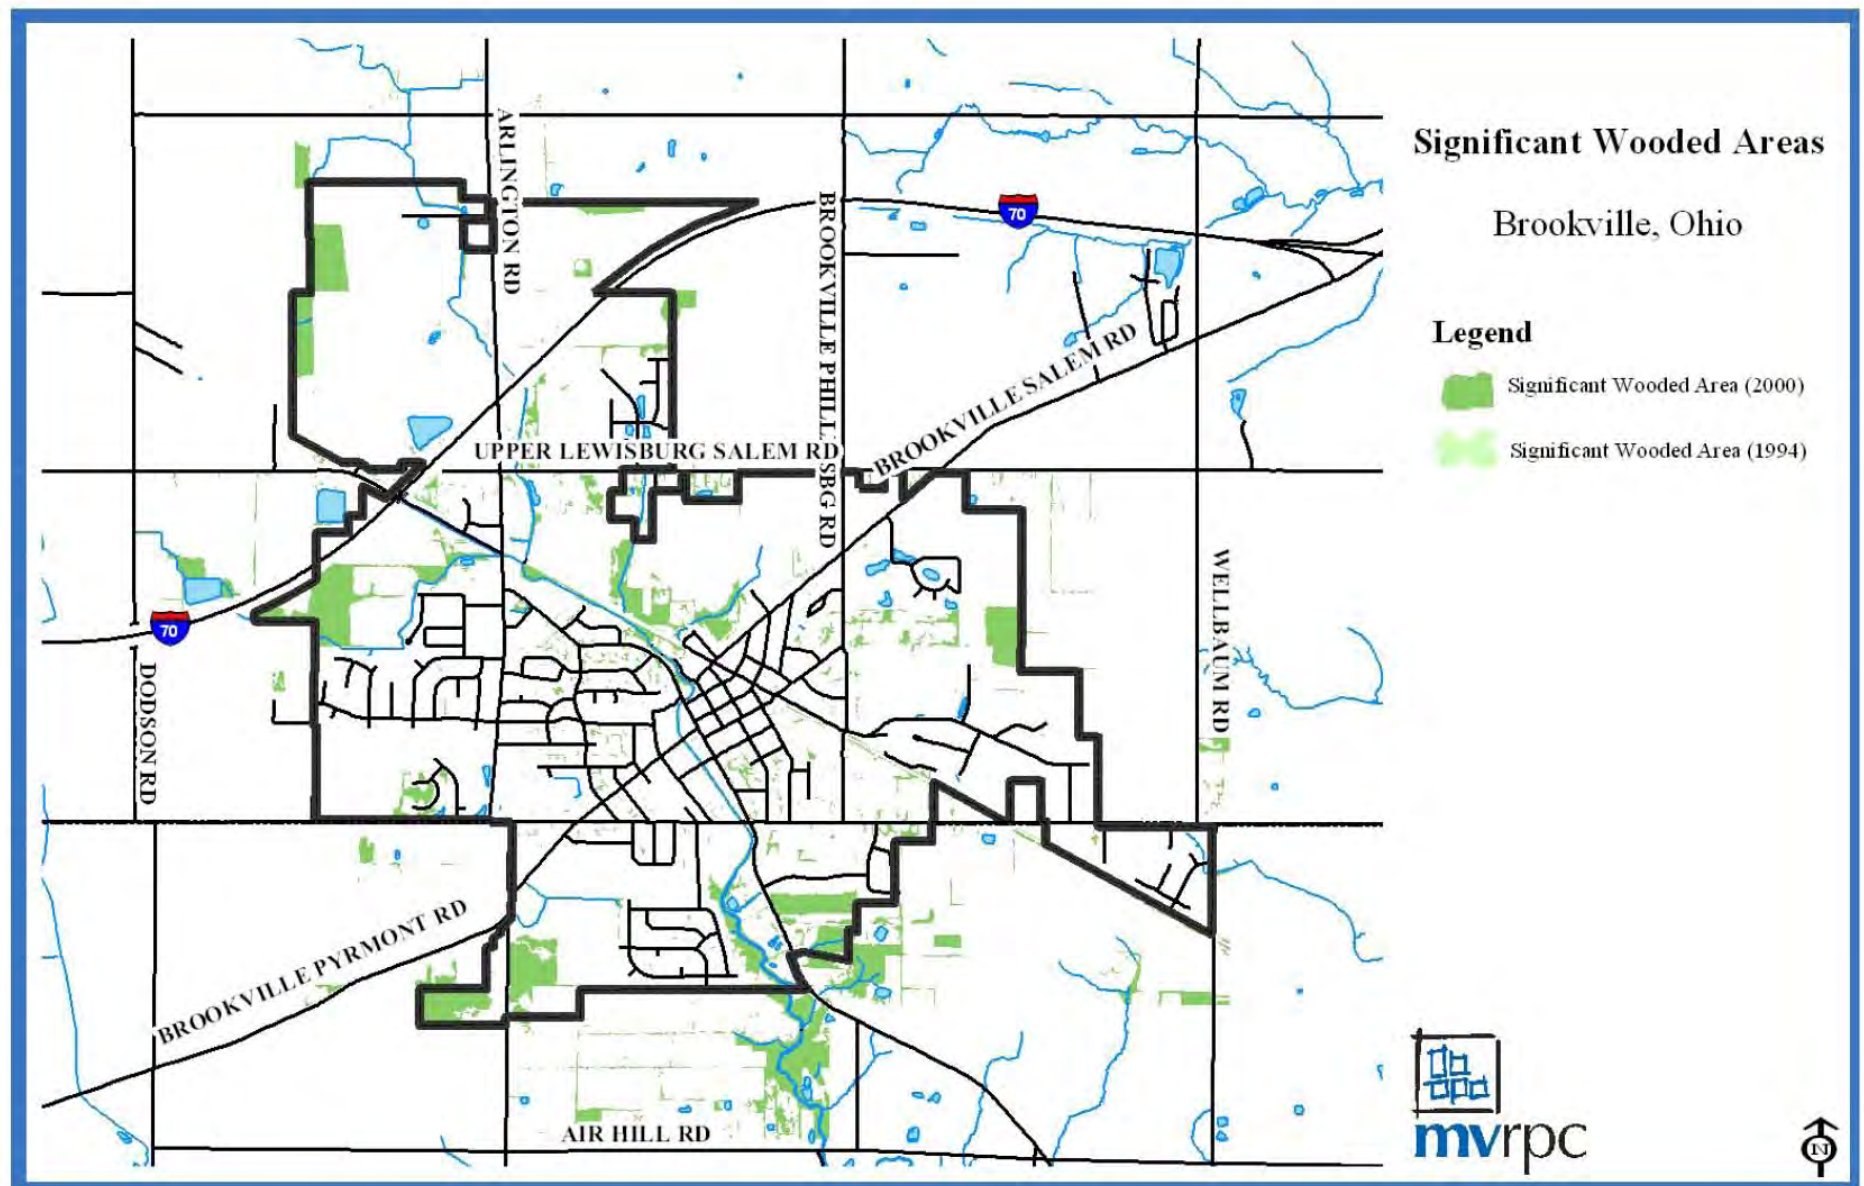 Significant Wooded Areas
Brookville, Ohio
Legend
Significant Wooded Area (2000)
Significant Wooded Area (1994)
ARLINGTON RD
BROOKVILLE PHILLIPSBG RD
70
BROOKVILLE SALEM RD
UPPER LEWISBURG SALEM RD
WELLBAUM RD
70
DODSON RD
BROOKVILLE PYRMONT RD
AIR HILL RD
mvrpc
N